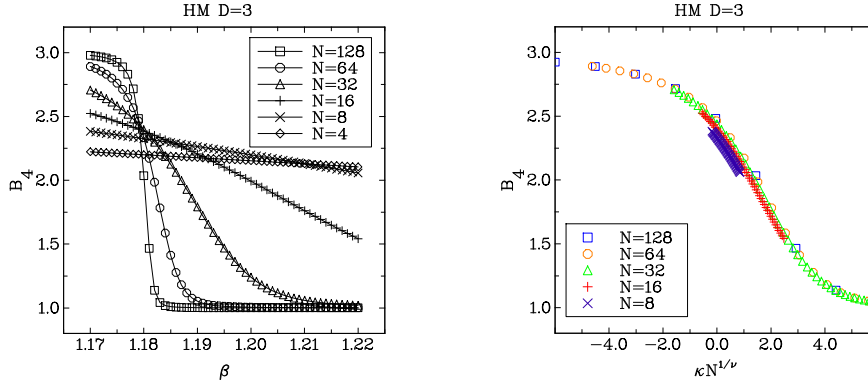 HM D=3
3.0
2.5
2.0
1.5
1.0
B4
1.17
1.18
1.19
1.20
1.21
1.22
β
N=128
N=64
N=32
N=16
N=8
N=4
HM D=3
3.0
2.5
2.0
1.5
1.0
B4
−4.0
−2.0
0.0
2.0
4.0
κN1/ν
N=128
N=64
N=32
N=16
N=8